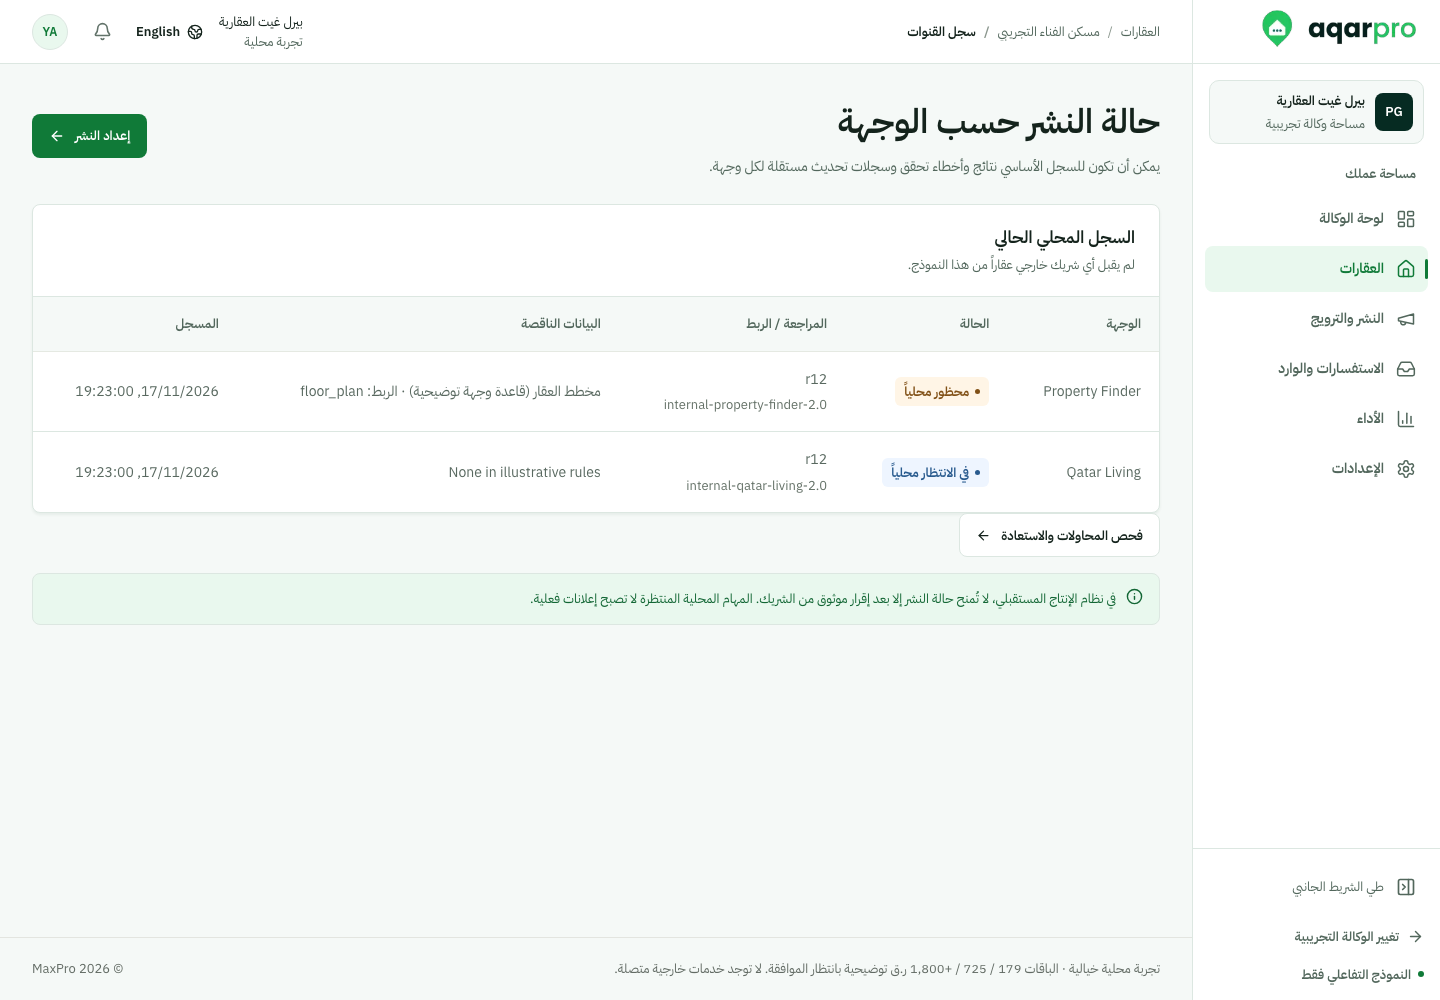 aqarpro
العقارات / مسكن الفناء التجريبي / سجل القنوات
بيرل غيت العقارية
تجربة محلية
English
YA
PG
بيرل غيت العقارية
مساحة وكالة تجريبية
مساحة عملك
لوحة الوكالة
العقارات
النشر والترويج
الاستفسارات والوارد
الأداء
الإعدادات
طي الشريط الجانبي
تغيير الوكالة التجريبية
النموذج التفاعلي فقط
حالة النشر حسب الوجهة
يمكن أن تكون للسجل الأساسي نتائج وأخطاء تحقق وسجلات تحديث مستقلة لكل وجهة.
إعداد النشر
السجل المحلي الحالي
لم يقبل أي شريك خارجي عقاراً من هذا النموذج.
الوجهة الحالة المراجعة / الربط البيانات الناقصة المسجل
Property Finder
محظور محلياً
r12
internal-property-finder-2.0
مخطط العقار (قاعدة وجهة توضيحية) · الربط: floor_plan
17/11/2026, 19:23:00
Qatar Living
في الانتظار محلياً
r12
internal-qatar-living-2.0
None in illustrative rules
17/11/2026, 19:23:00
فحص المحاولات والاستعادة
في نظام الإنتاج المستقبلي، لا تُمنح حالة النشر إلا بعد إقرار موثوق من الشريك. المهام المحلية المنتظرة لا تصبح إعلانات فعلية.
تجربة محلية خيالية · الباقات 179 / 725 / 1,800+ ر.ق توضيحية بانتظار الموافقة. لا توجد خدمات خارجية متصلة.
© 2026 MaxPro